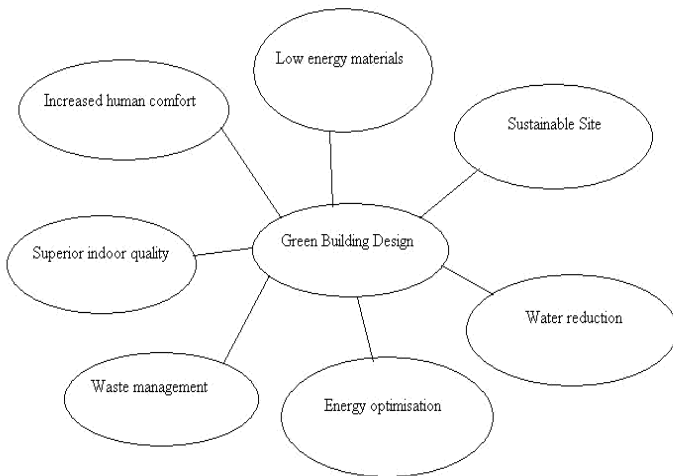 Low energy materials
Increased human comfort
Sustainable Site
Green Building Design
Superior indoor quality
Water reduction
Waste management
Energy optimisation